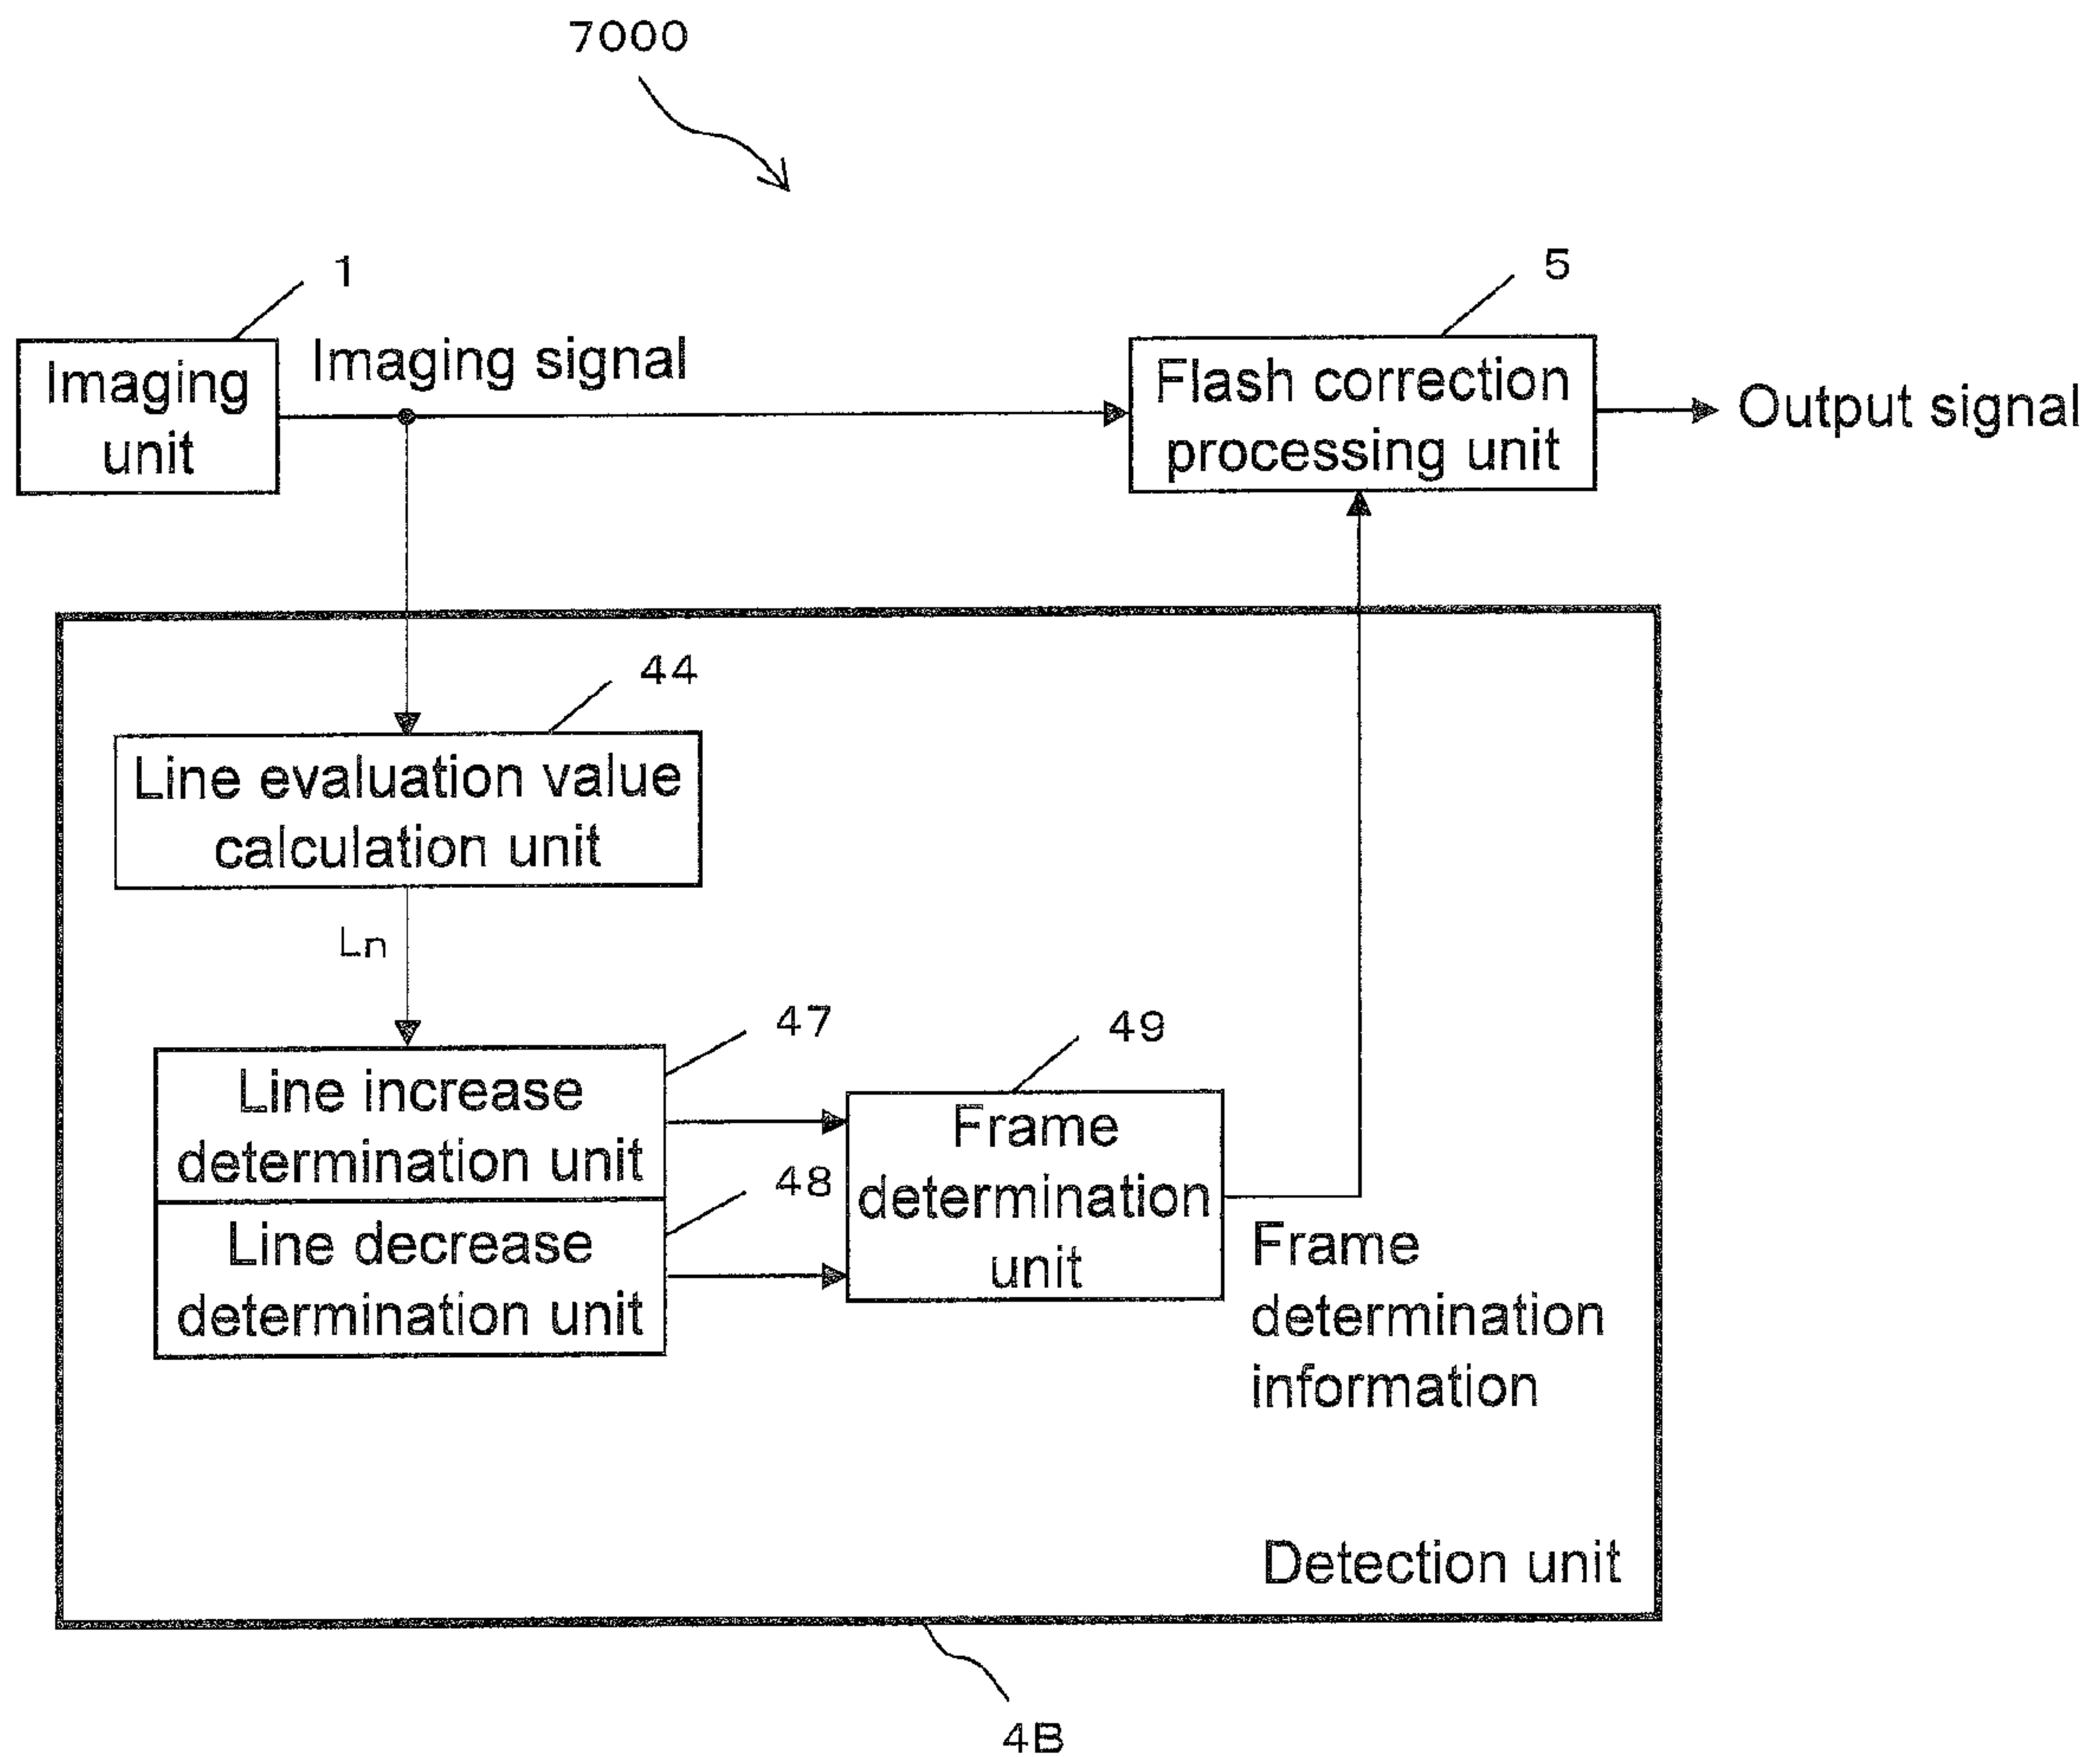 7000
1
5
Imaging
unit
Imaging signal
Flash correction
processing unit
Output signal
44
Line evaluation value
calculation unit
Ln
47
49
Line increase
determination unit
48
Line decrease
determination unit
Frame
determination
unit
Frame
determination
information
Detection unit
4B